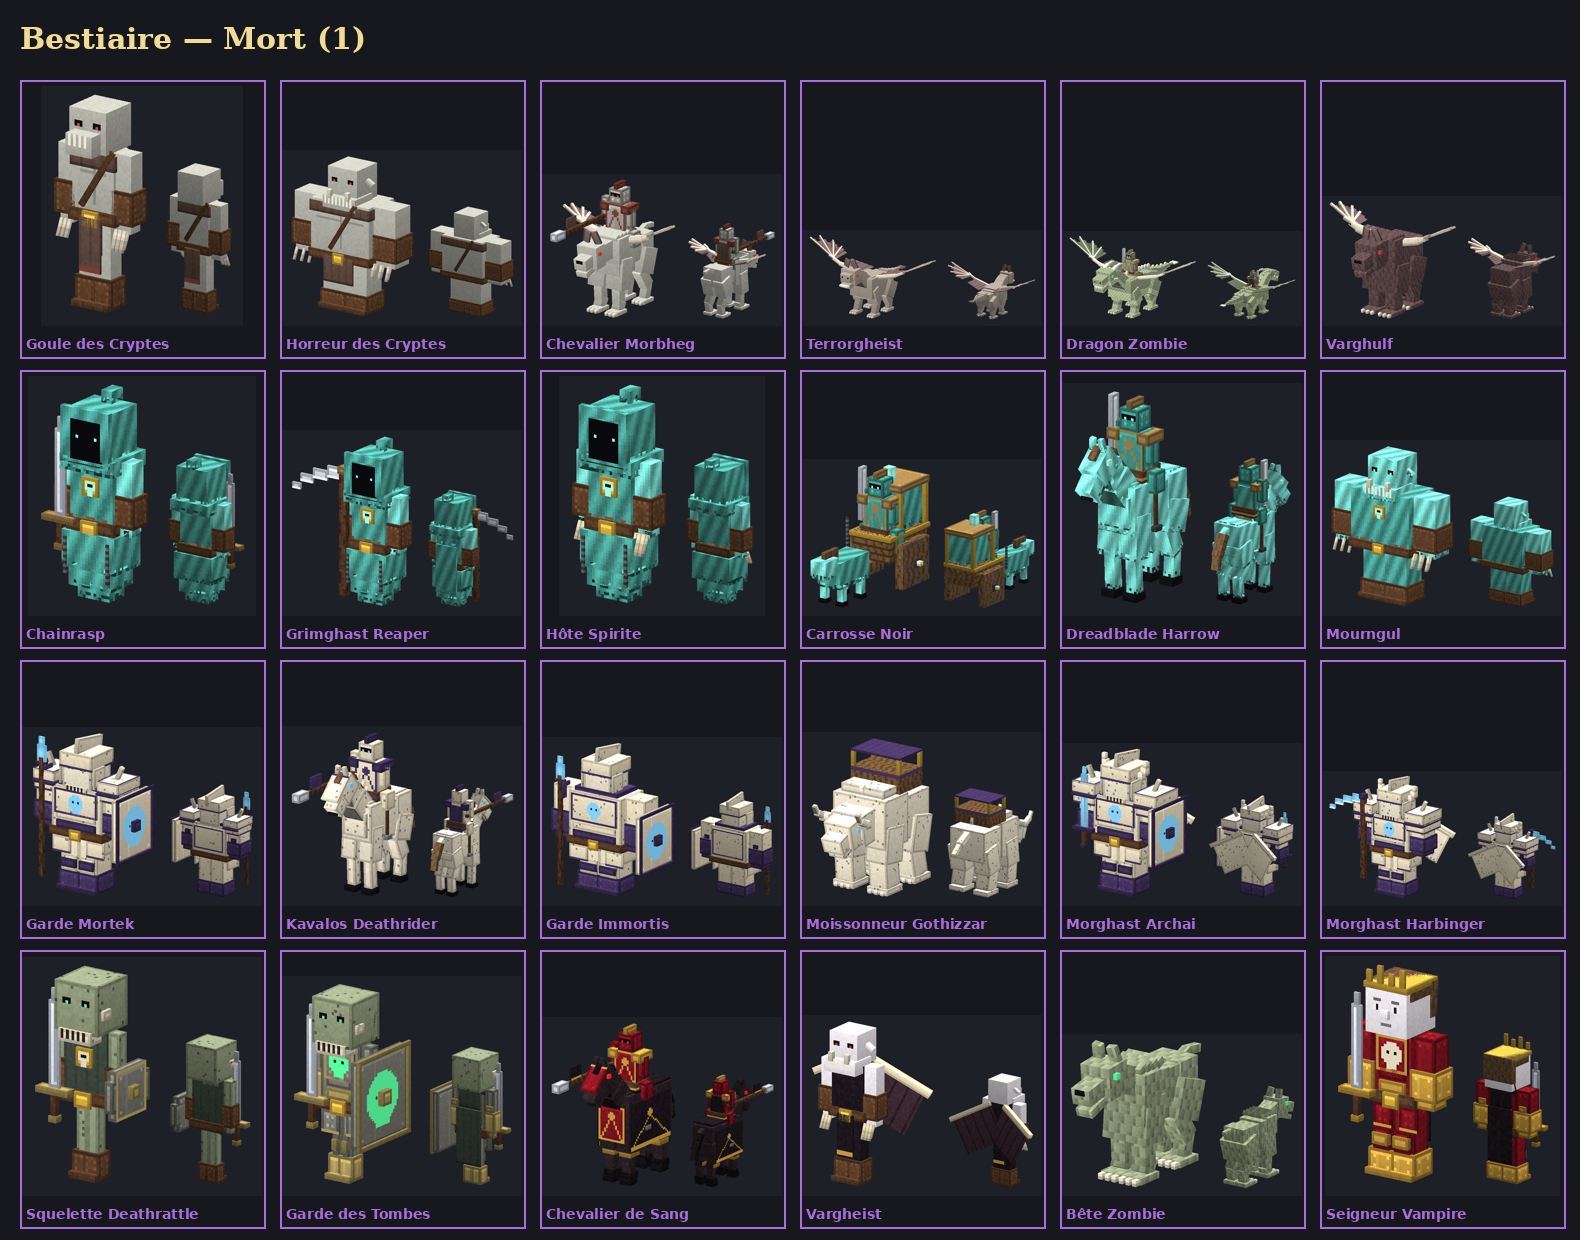 Bestiaire — Mort (1)
Goule des Cryptes
Horreur des Cryptes
Chevalier Morbheg
Terrorgheist
Dragon Zombie
Varghulf
Chainrasp
Grimghast Reaper
Hôte Spirite
Carrosse Noir
Dreadblade Harrow
Mourngul
Garde Mortek
Kavalos Deathrider
Garde Immortis
Moissonneur Gothizzar
Morghast Archai
Morghast Harbinger
Squelette Deathrattle
Garde des Tombes
Chevalier de Sang
Vargheist
Bête Zombie
Seigneur Vampire